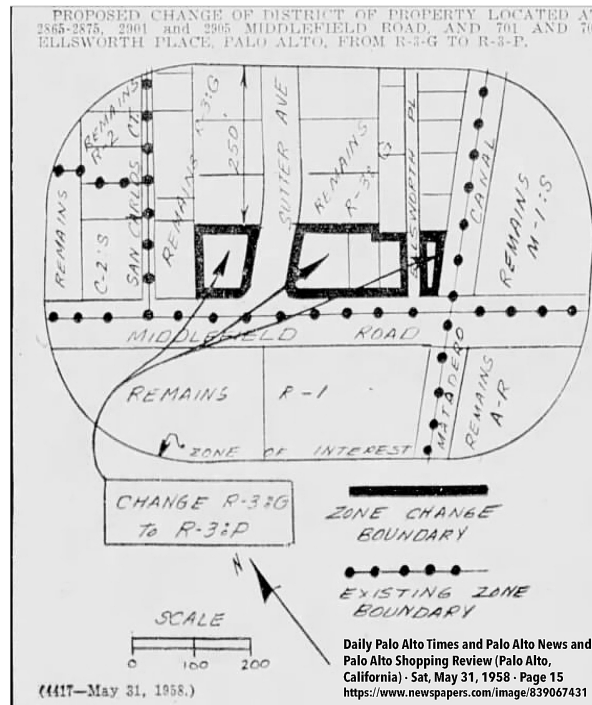 PROPOSED CHANGE OF DISTRICT OF PROPERTY LOCATED AT
2865-2875, 2901 and 2905 MIDDLEFIELD ROAD, AND 701 AND 70
ELLSWORTH PLACE, PALO ALTO, FROM R-3-G TO R-3-P.
REMAINS
R-2
REMAINS
C-2:S
SAN CARLOS CT.
REMAINS
R-3:G
250'
SUTTER AVE
REMAINS
R-3:G
ELLSWORTH PL
CANAL
REMAINS
M-1:S
MIDDLEFIELD ROAD
REMAINS R-1
MATADERO
REMAINS
A-R
ZONE OF INTEREST
CHANGE R-3:G
to R-3:P
ZONE CHANGE
BOUNDARY
N
EXISTING ZONE
BOUNDARY
SCALE
0 100 200
(4417—May 31, 1958.)
Daily Palo Alto Times and Palo Alto News and
Palo Alto Shopping Review (Palo Alto,
California) · Sat, May 31, 1958 · Page 15
https://www.newspapers.com/image/839067431